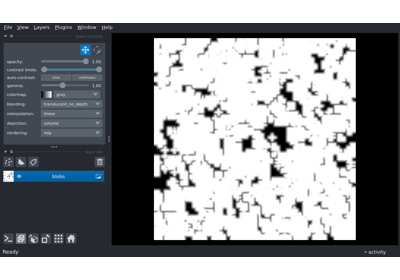 File View Layers Plugins Window Help
opacity: 1.00
contrast limits:
auto-contrast: once continuous
gamma: 1.00
colormap: gray
blending: translucent_no_depth
interpolation: linear
depiction: volume
rendering: mip
blobs
Ready
activity